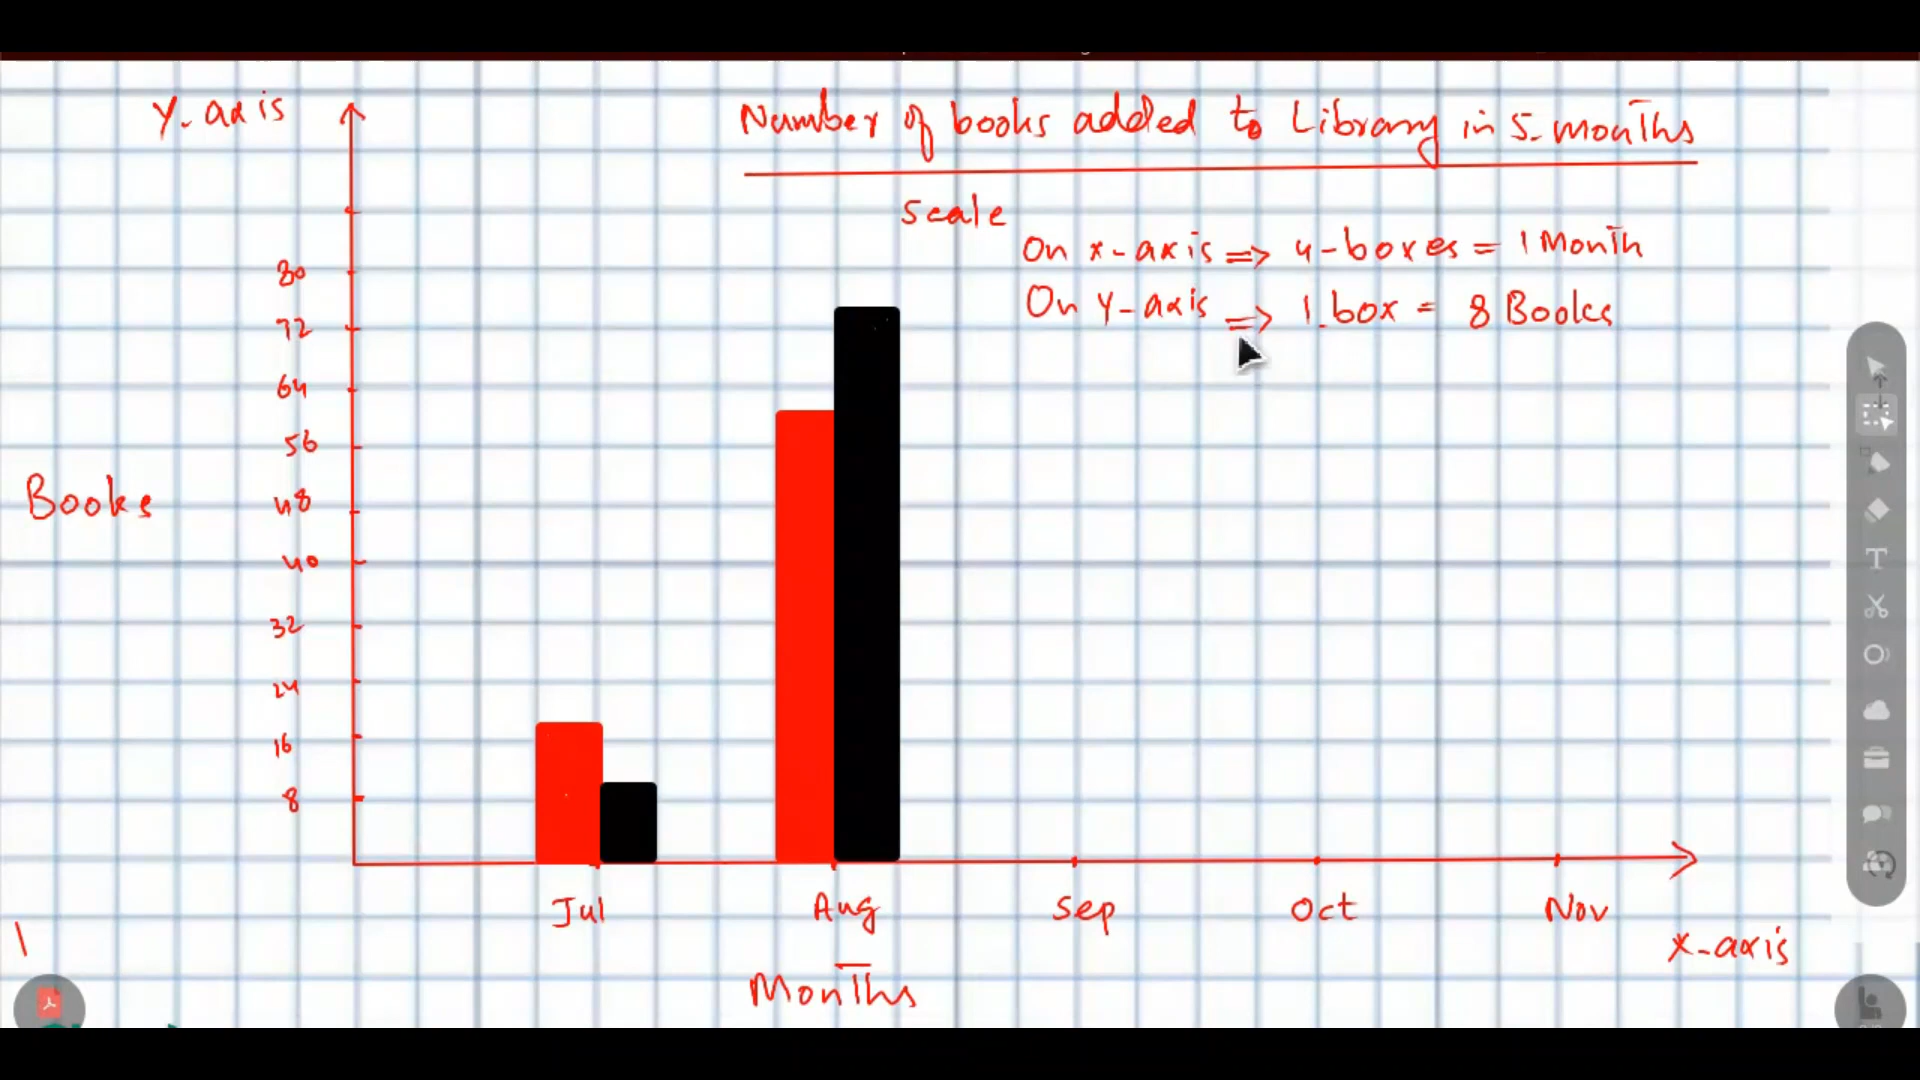 Y-axis
Number of books added to Library in 5-months
Scale
On x-axis => 4-boxes = 1 Month
On Y-axis => 1-box = 8 Books
80
72
64
56
48
40
32
24
16
8
Books
Jul Aug Sep Oct Nov
x-axis
Months
T